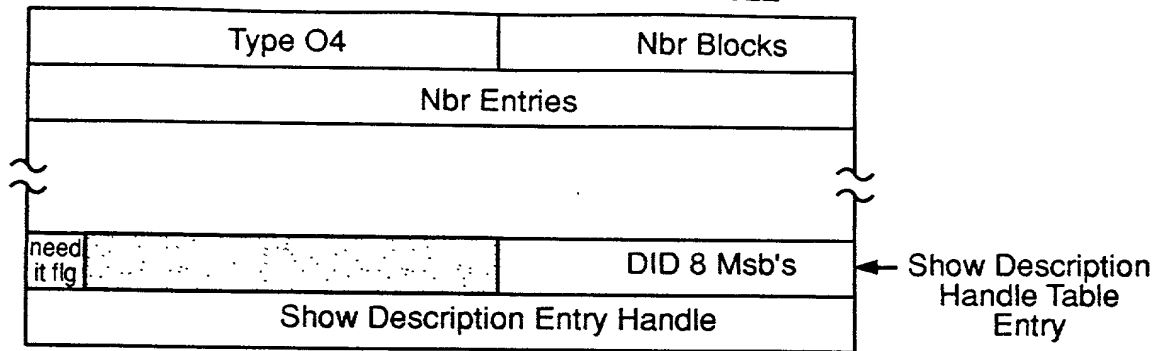 Type O4 Nbr Blocks
Nbr Entries
need it flg DID 8 Msb's
Show Description Entry Handle
Show Description
Handle Table
Entry